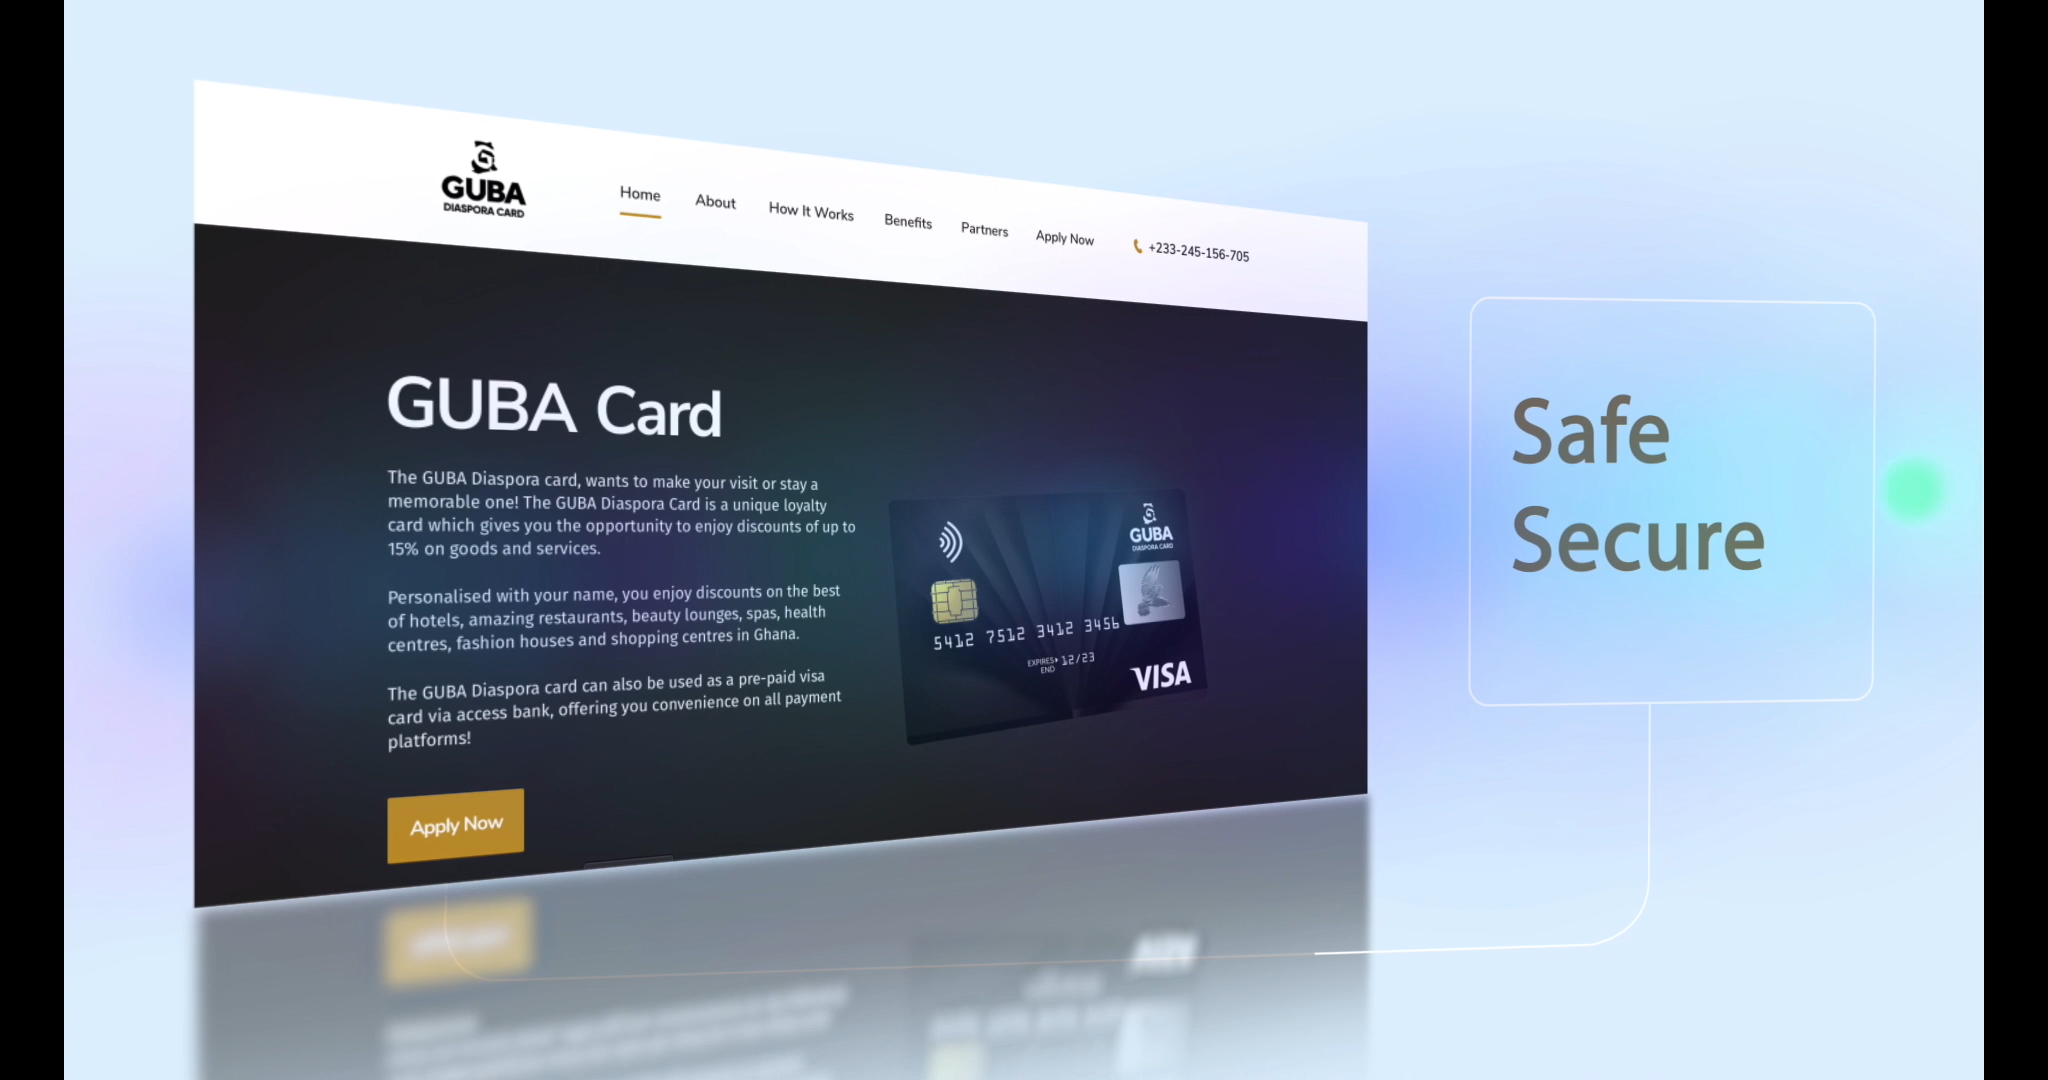 GUBA
DIASPORA CARD
Home
About
How It Works
Benefits
Partners
Apply Now
+233-245-156-705
GUBA Card
The GUBA Diaspora card, wants to make your visit or stay a
memorable one! The GUBA Diaspora Card is a unique loyalty
card which gives you the opportunity to enjoy discounts of up to
15% on goods and services.
Personalised with your name, you enjoy discounts on the best
of hotels, amazing restaurants, beauty lounges, spas, health
centres, fashion houses and shopping centres in Ghana.
The GUBA Diaspora card can also be used as a pre-paid visa
card via access bank, offering you convenience on all payment
platforms!
Apply Now
GUBA
DIASPORA CARD
5412 7512 3412 3456
EXPIRES END 12/23
VISA
Safe
Secure